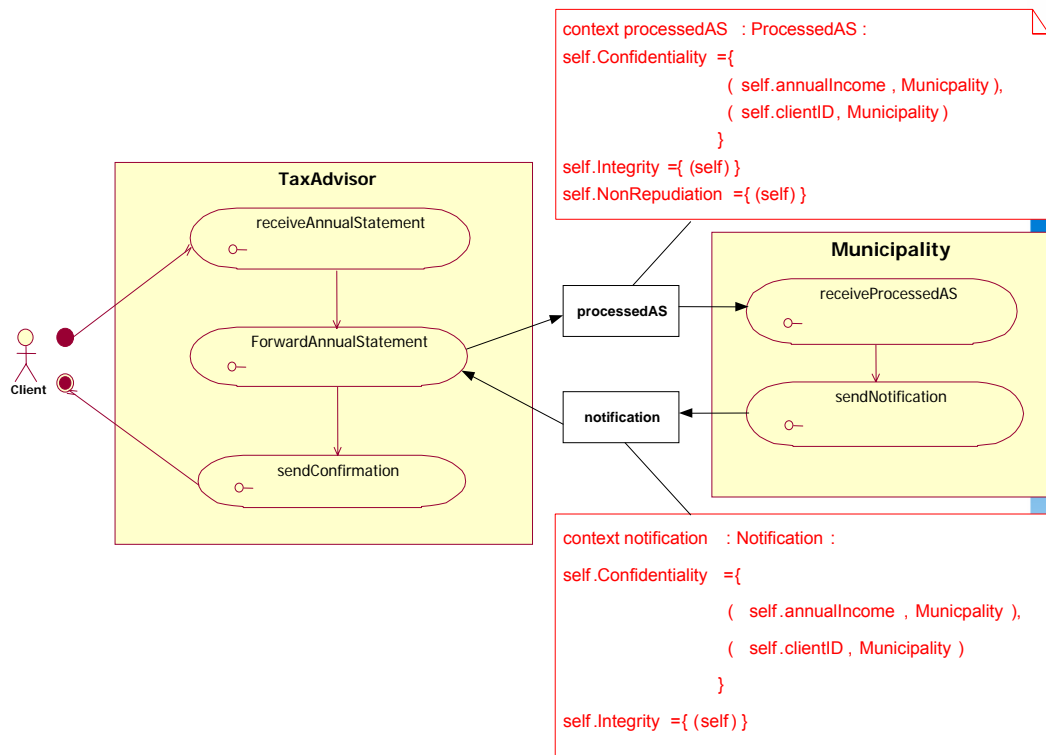 context processedAS : ProcessedAS :
self.Confidentiality ={
( self.annualIncome , Municpality ),
( self.clientID, Municipality )
}
self.Integrity ={ (self) }
self.NonRepudiation ={ (self) }
TaxAdvisor
receiveAnnualStatement
ForwardAnnualStatement
sendConfirmation
Client
processedAS
notification
Municipality
receiveProcessedAS
sendNotification
context notification : Notification :
self.Confidentiality ={
( self.annualIncome , Municpality ),
( self.clientID , Municipality )
}
self.Integrity ={ (self) }